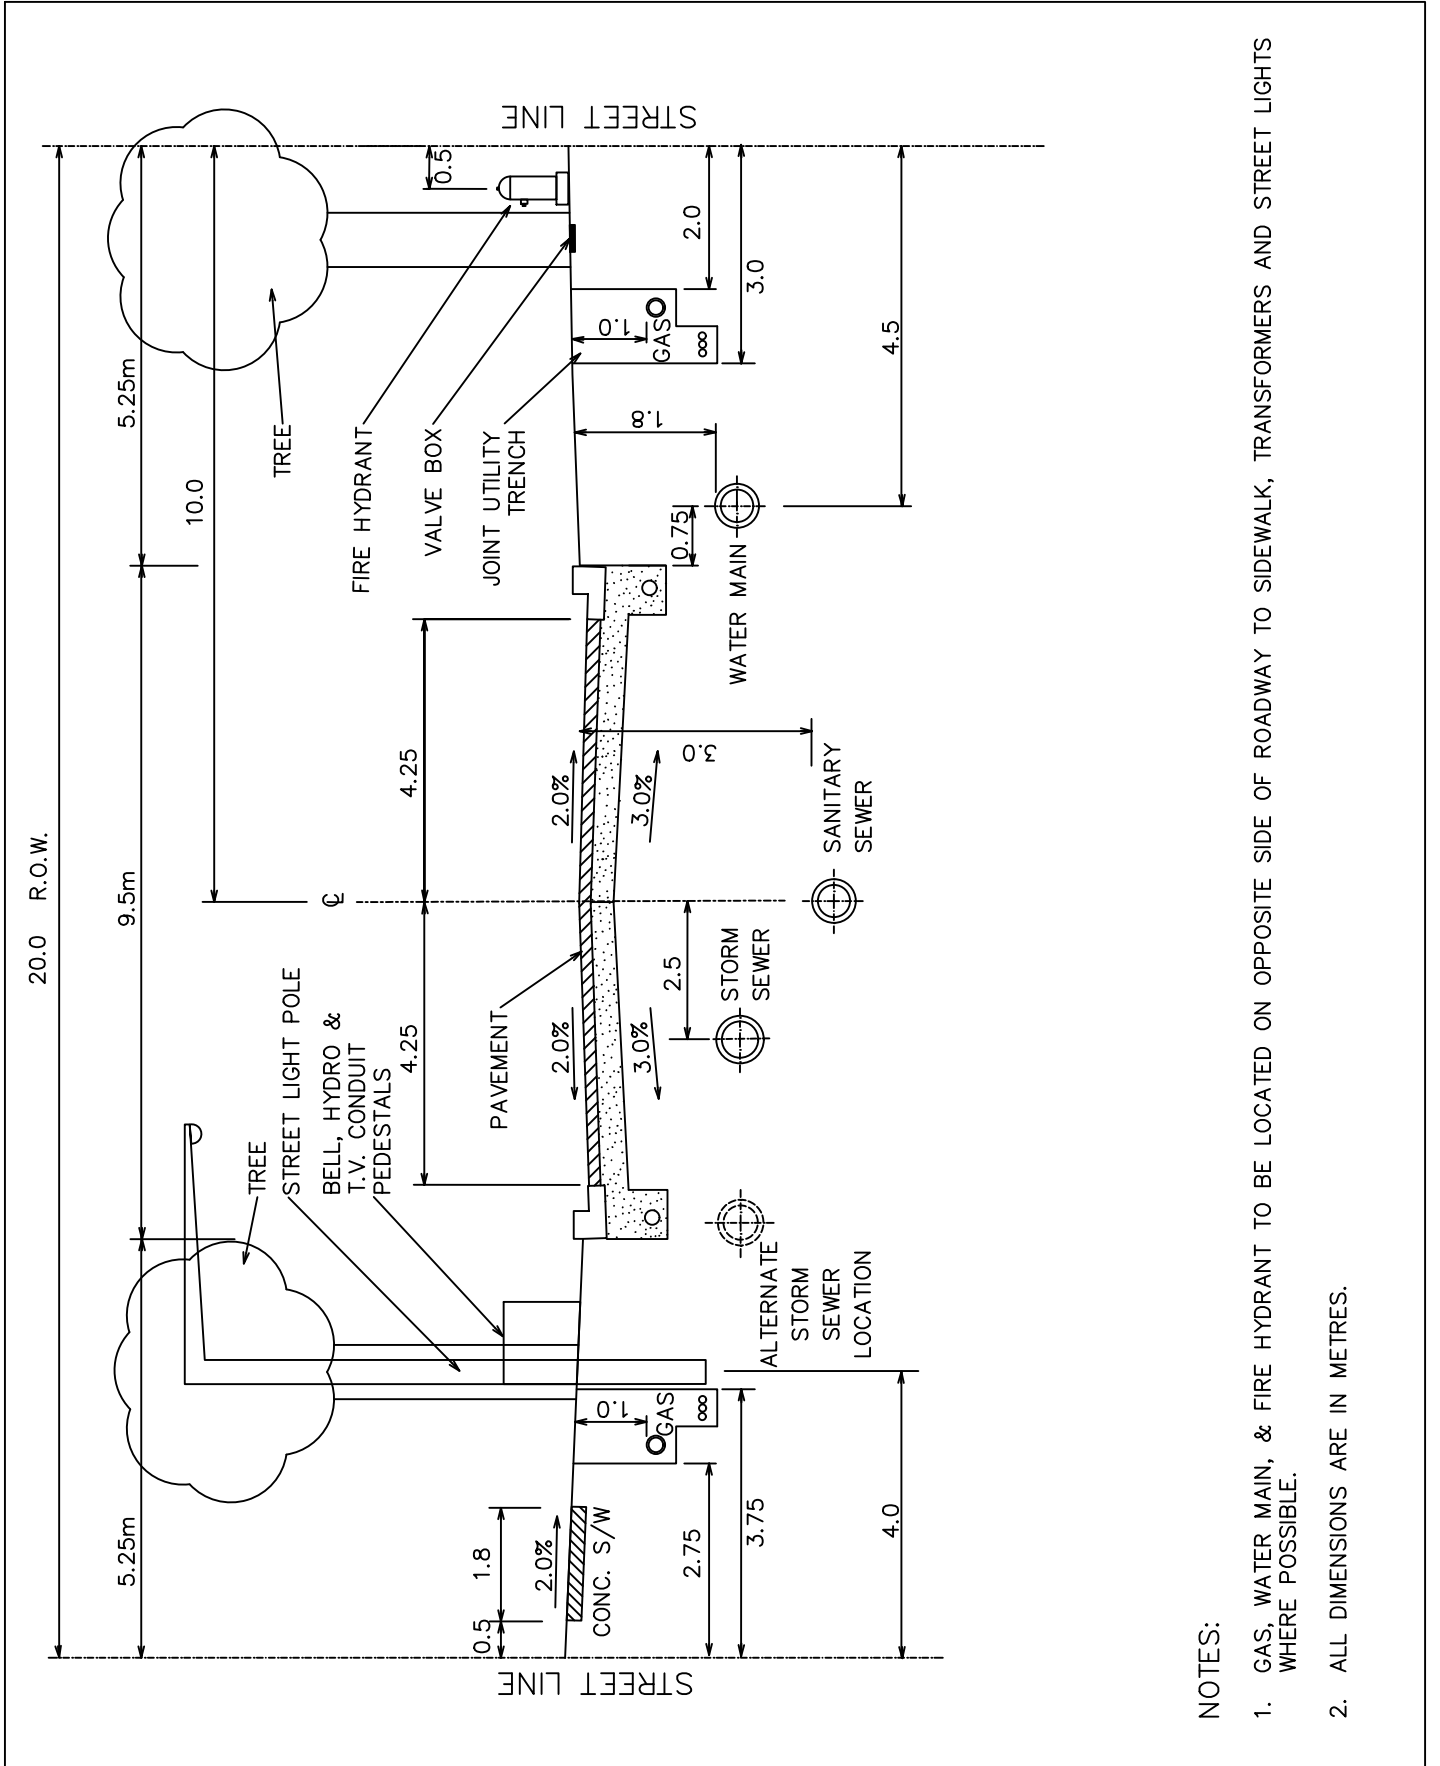 20.0 R.O.W.
5.25m
9.5m
5.25m
10.0
TREE
STREET LIGHT POLE
BELL, HYDRO &
T.V. CONDUIT
PEDESTALS
℄
TREE
FIRE HYDRANT
VALVE BOX
JOINT UTILITY
TRENCH
4.25
4.25
0.5
0.5
1.8
PAVEMENT
STREET LINE
STREET LINE
2.0%
2.0%
2.0%
CONC. S/W
1.0
GAS
3.0%
3.0%
1.0
GAS
1.8
2.75
2.5
3.0
0.75
2.0
3.75
STORM
SEWER
WATER MAIN
3.0
ALTERNATE
STORM
SEWER
LOCATION
SANITARY
SEWER
4.0
4.5
NOTES:
1. GAS, WATER MAIN, & FIRE HYDRANT TO BE LOCATED ON OPPOSITE SIDE OF ROADWAY TO SIDEWALK, TRANSFORMERS AND STREET LIGHTS
WHERE POSSIBLE.
2. ALL DIMENSIONS ARE IN METRES.